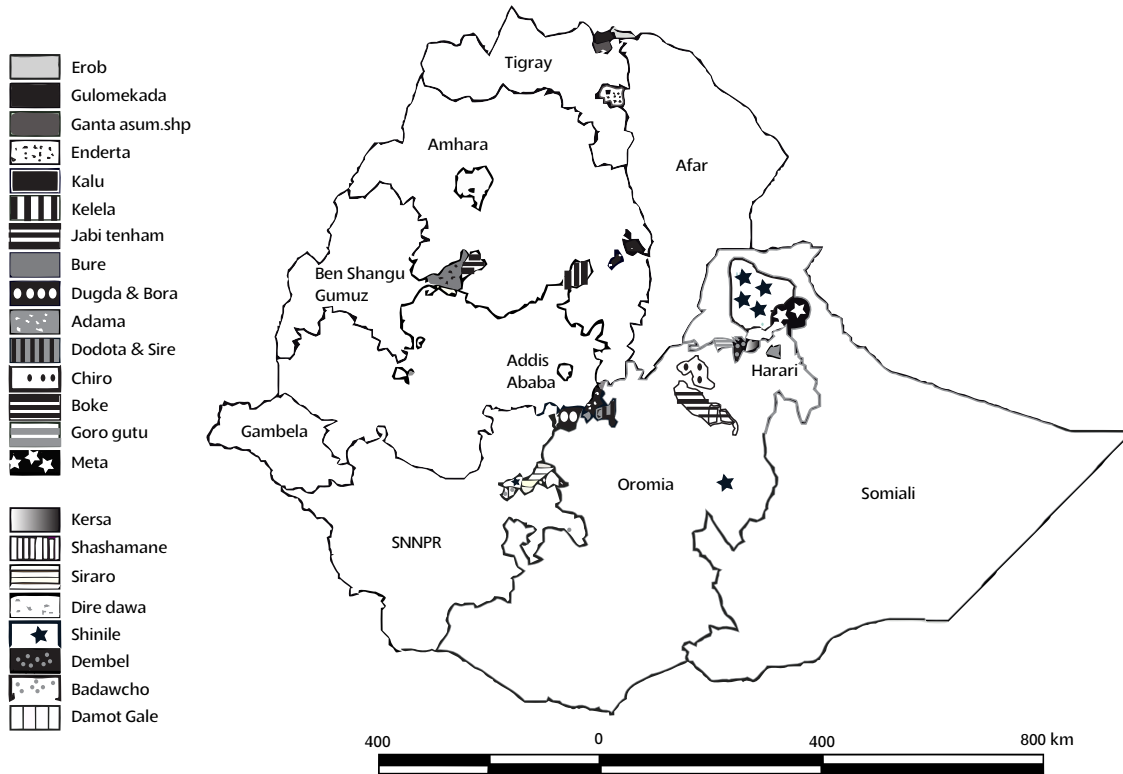 Erob
Gulomekada
Ganta asum.shp
Enderta
Kalu
Kelela
Jabi tenham
Bure
Dugda & Bora
Adama
Dodota & Sire
Chiro
Boke
Goro gutu
Meta
Kersa
Shashamane
Siraro
Dire dawa
Shinile
Dembel
Badawcho
Damot Gale
Tigray
Amhara
Afar
Ben Shangu
Gumuz
Addis
Ababa
Harari
Gambela
Oromia
Somiali
SNNPR
400 0 400 800 km